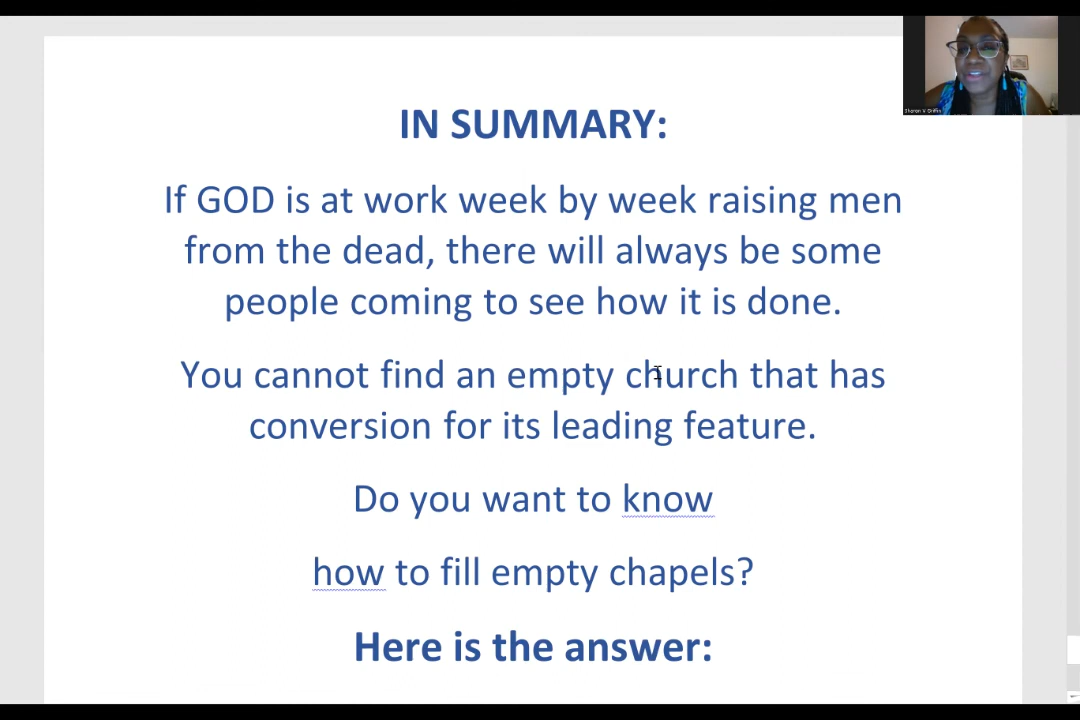 IN SUMMARY:
If GOD is at work week by week raising men
from the dead, there will always be some
people coming to see how it is done.
You cannot find an empty church that has
conversion for its leading feature.
Do you want to know
how to fill empty chapels?
Here is the answer:
Sharon V Griffin